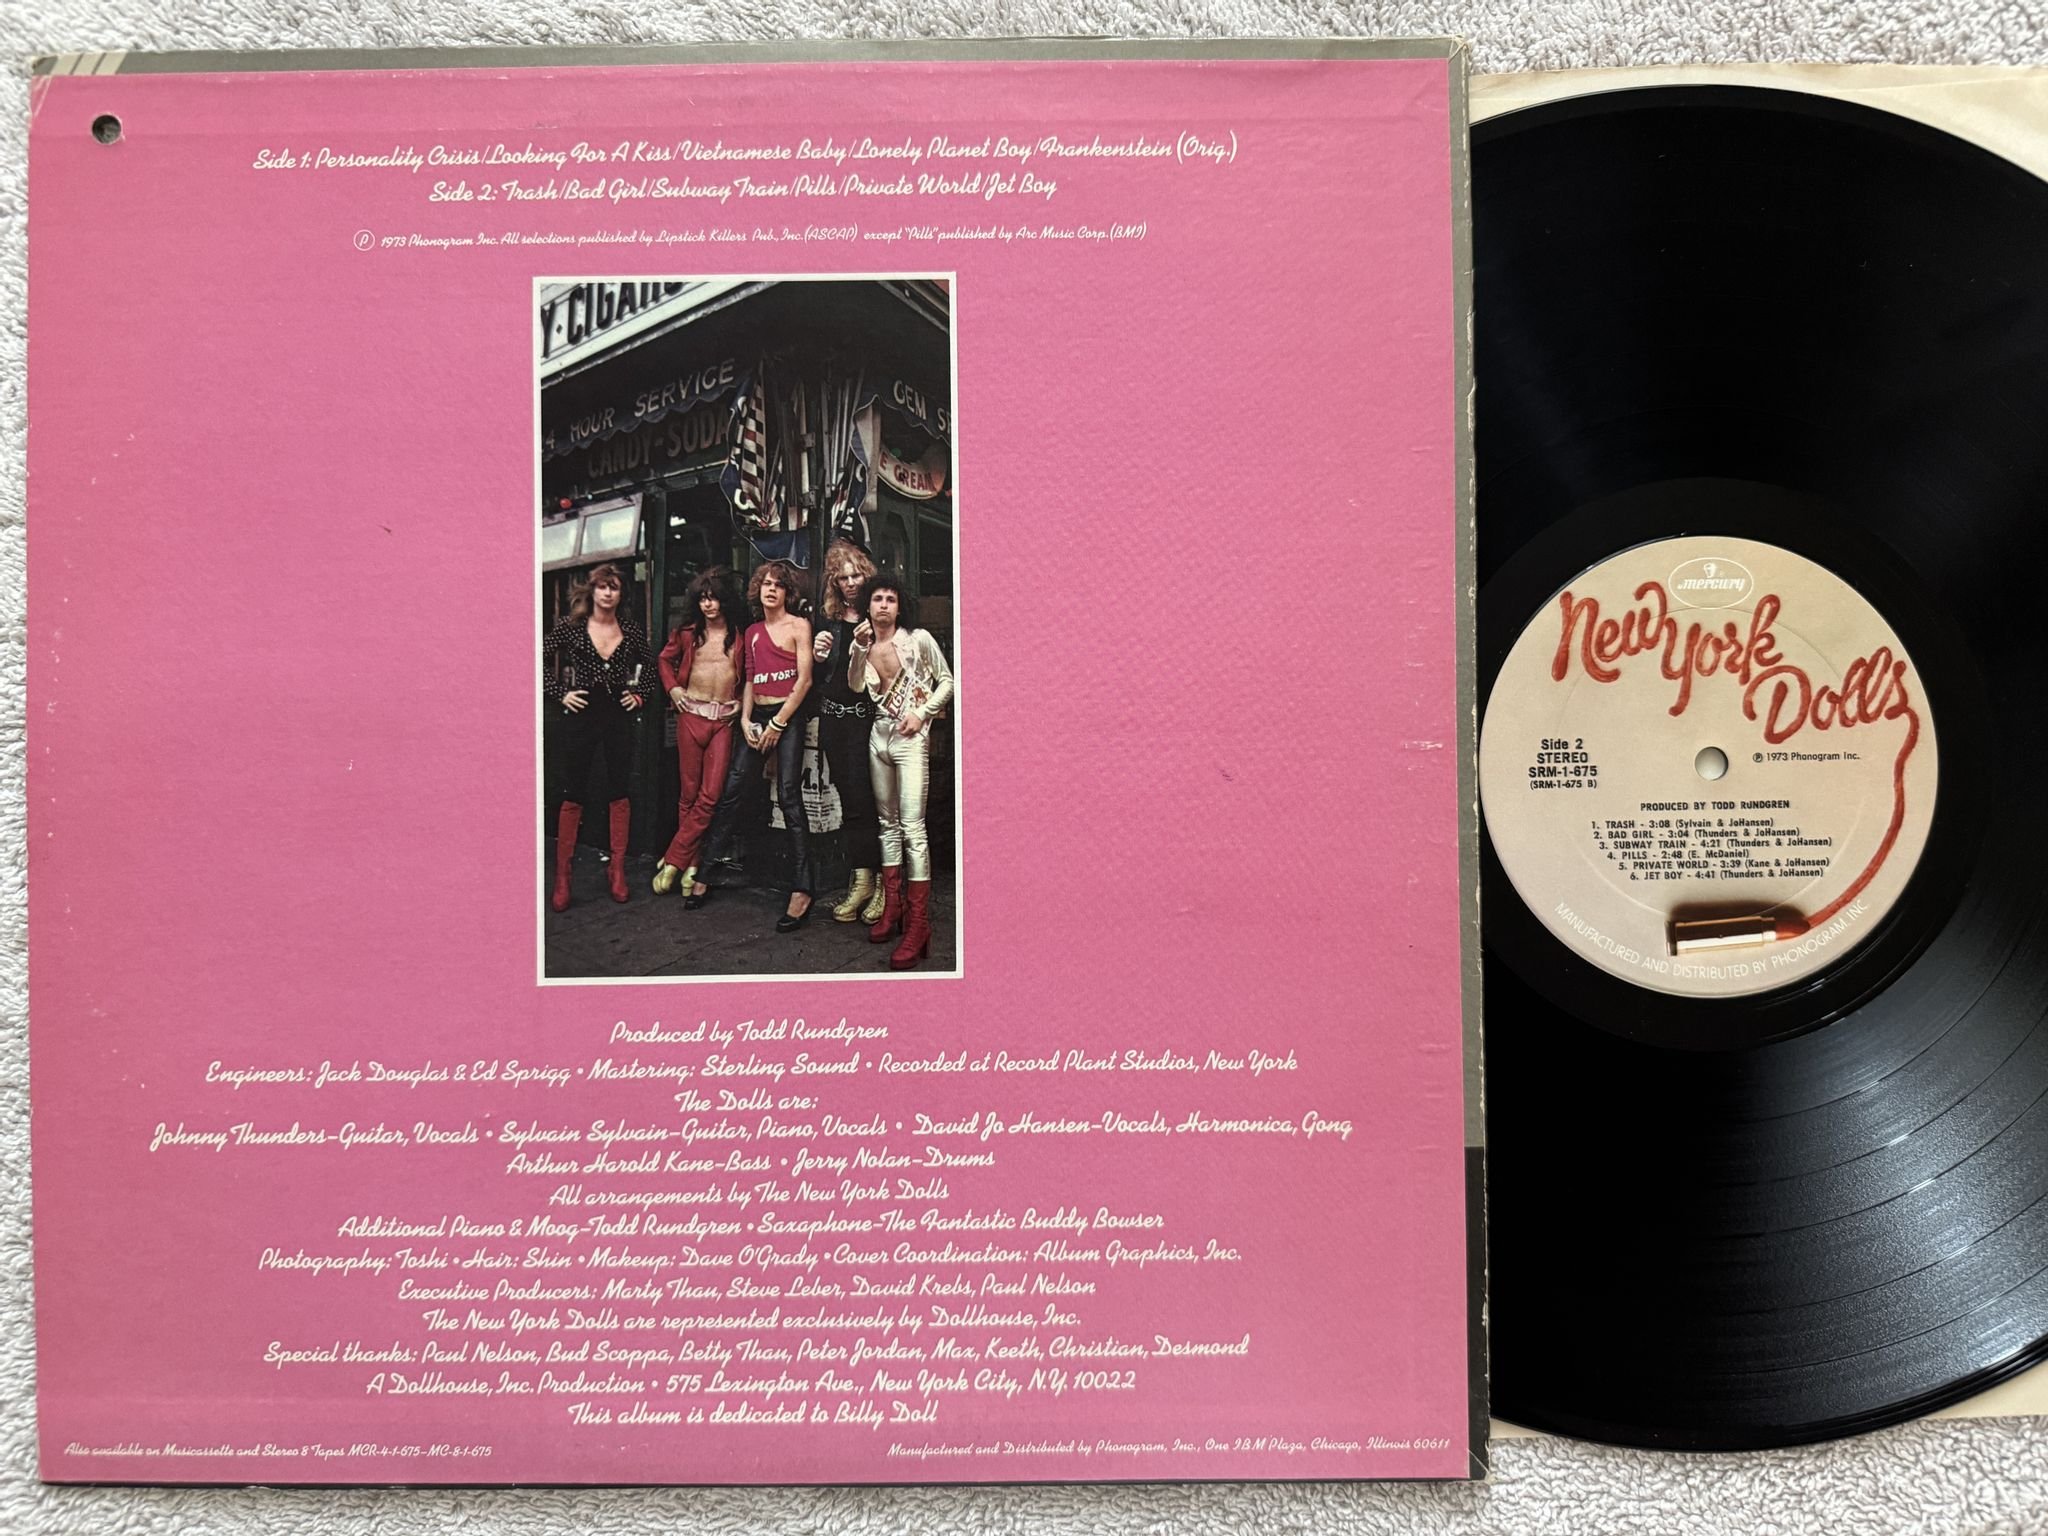 Side 1: Personality Crisis/Looking For A Kiss/Vietnamese Baby/Lonely Planet Boy/Frankenstein (Orig.)
Side 2: Trash/Bad Girl/Subway Train/Pills/Private World/Jet Boy
Ⓟ 1973 Phonogram Inc. All selections published by Lipstick Killers Pub., Inc. (ASCAP) except "Pills" published by Arc Music Corp. (BMI)
Y·CIGARS
4 HOUR SERVICE
CANDY-SODA
GEM
CREAM
NEW YORK
Produced by Todd Rundgren
Engineers: Jack Douglas & Ed Sprigg • Mastering: Sterling Sound • Recorded at Record Plant Studios, New York
The Dolls are:
Johnny Thunders-Guitar, Vocals • Sylvain Sylvain-Guitar, Piano, Vocals • David Jo Hansen-Vocals, Harmonica, Gong
Arthur Harold Kane-Bass • Jerry Nolan-Drums
All arrangements by The New York Dolls
Additional Piano & Moog-Todd Rundgren • Saxaphone-The Fantastic Buddy Bowser
Photography: Toshi • Hair: Shin • Makeup: Dave O'Grady • Cover Coordination: Album Graphics, Inc.
Executive Producers: Marty Thau, Steve Leber, David Krebs, Paul Nelson
The New York Dolls are represented exclusively by Dollhouse, Inc.
Special thanks: Paul Nelson, Bud Scoppa, Betty Thau, Peter Jordan, Max, Keeth, Christian, Desmond
A Dollhouse, Inc. Production • 575 Lexington Ave., New York City, N.Y. 10022
This album is dedicated to Billy Doll
Also available on Musicassette and Stereo 8 Tapes MCR-4-1-675-MC-8-1-675
Manufactured and Distributed by Phonogram, Inc., One IBM Plaza, Chicago, Illinois 60611
mercury
New York Dolls
Side 2
STEREO
SRM-1-675
(SRM-1-675 B)
Ⓟ 1973 Phonogram Inc.
PRODUCED BY TODD RUNDGREN
1. TRASH - 3:08 (Sylvain & JoHansen)
2. BAD GIRL - 3:04 (Thunders & JoHansen)
3. SUBWAY TRAIN - 4:21 (Thunders & JoHansen)
4. PILLS - 2:48 (E. McDaniel)
5. PRIVATE WORLD - 3:39 (Kane & JoHansen)
6. JET BOY - 4:41 (Thunders & JoHansen)
MANUFACTURED AND DISTRIBUTED BY PHONOGRAM, INC